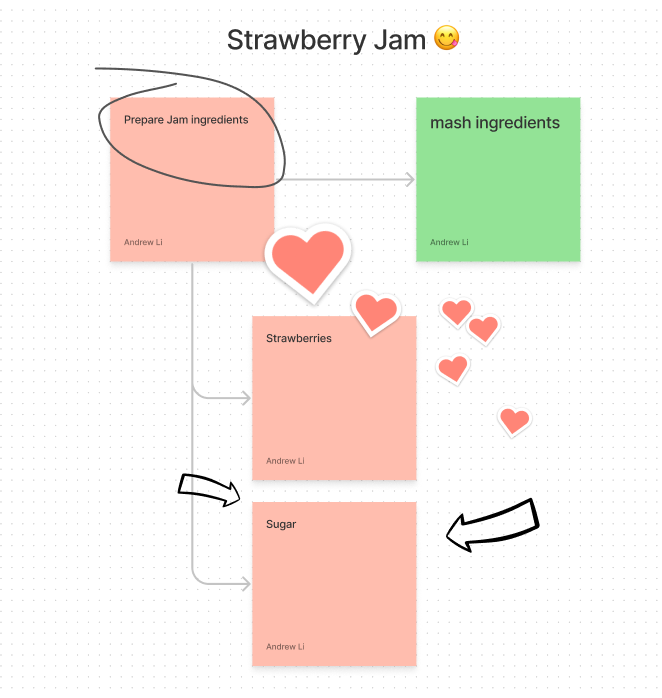 Strawberry Jam 😋
Prepare Jam ingredients
Andrew Li
mash ingredients
Andrew Li
Strawberries
Andrew Li
Sugar
Andrew Li